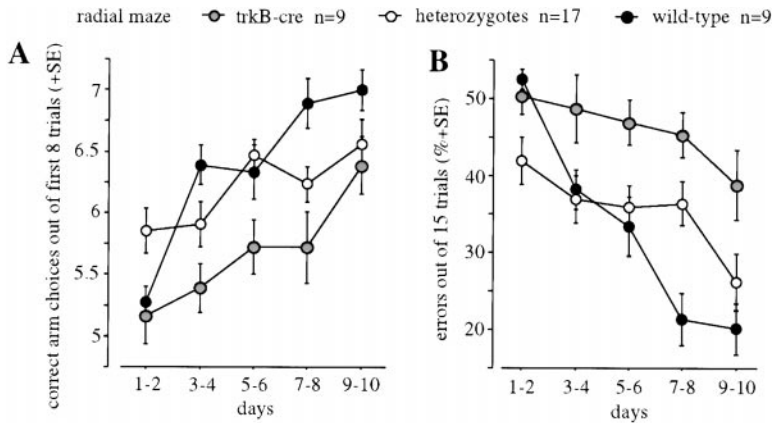 radial maze trkB-cre n=9 heterozygotes n=17 wild-type n=9
A
correct arm choices out of first 8 trials (+SE)
7
6.5
6
5.5
5
1-2 3-4 5-6 7-8 9-10
days
B
errors out of 15 trials (%+SE)
50
40
30
20
1-2 3-4 5-6 7-8 9-10
days